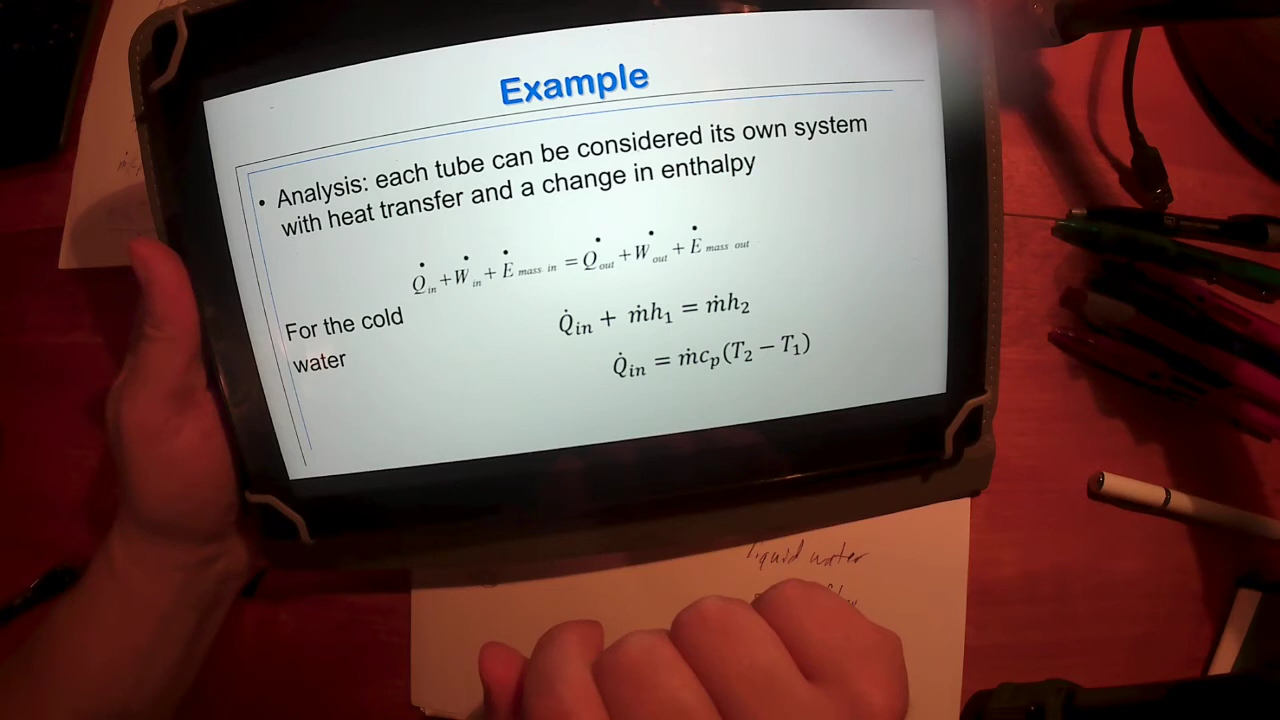 Example
• Analysis: each tube can be considered its own system
with heat transfer and a change in enthalpy
Q̇in + Ẇin + Ėmass in = Q̇out + Ẇout + Ėmass out
For the cold
water
Q̇in + ṁh₁ = ṁh₂
Q̇in = ṁcₚ(T₂ − T₁)
liquid water